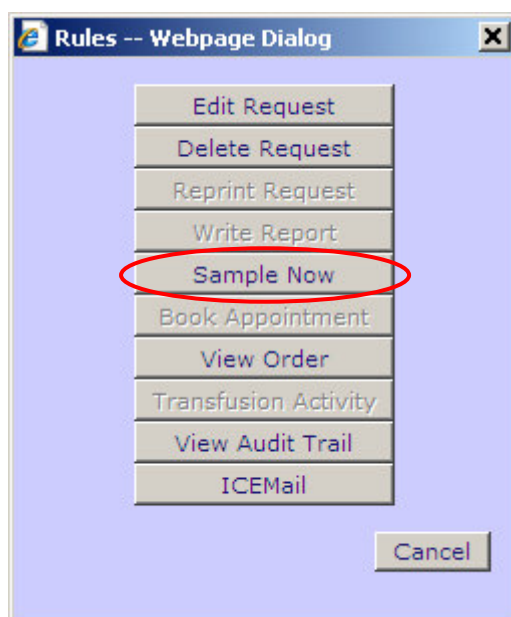 Rules -- Webpage Dialog
Edit Request
Delete Request
Reprint Request
Write Report
Sample Now
Book Appointment
View Order
Transfusion Activity
View Audit Trail
ICEMail
Cancel